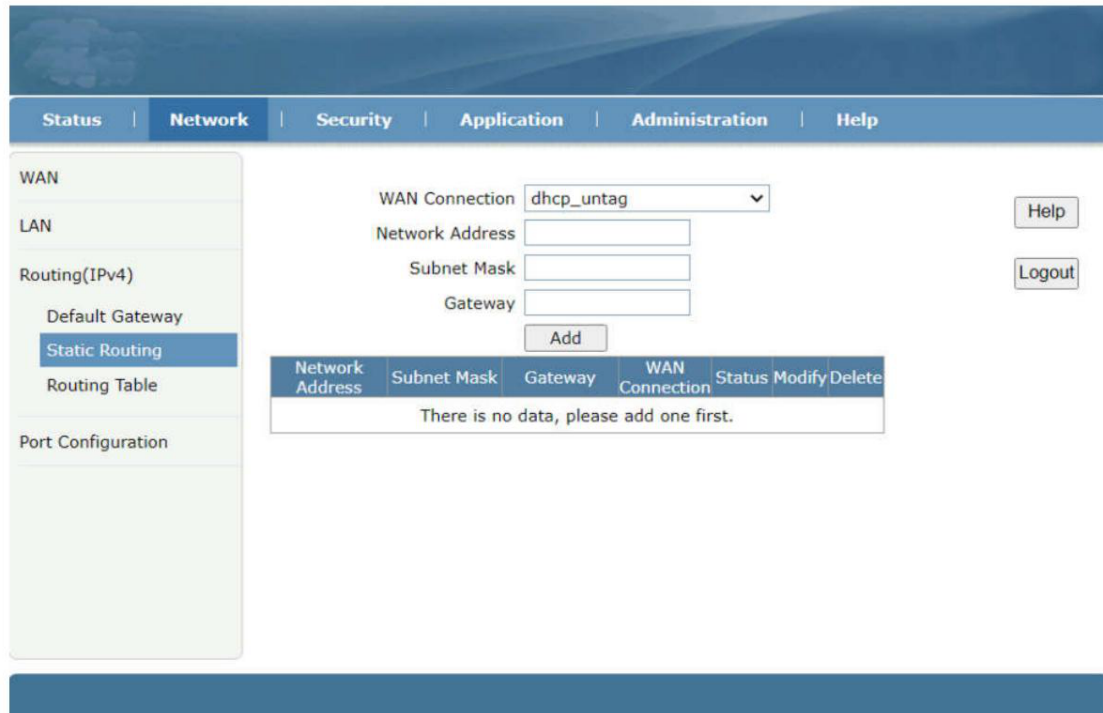 Status | Network | Security | Application | Administration | Help
WAN
LAN
Routing(IPv4)
Default Gateway
Static Routing
Routing Table
Port Configuration
WAN Connection dhcp_untag
Network Address
Subnet Mask
Gateway
Add
Help
Logout
Network Address Subnet Mask Gateway WAN Connection Status Modify Delete
There is no data, please add one first.